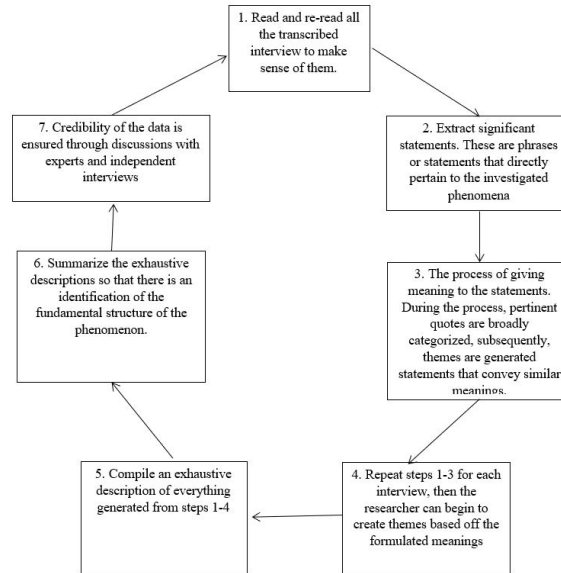 1. Read and re-read all
the transcribed
interview to make
sense of them.
2. Extract significant
statements. These are phrases
or statements that directly
pertain to the investigated
phenomena
3. The process of giving
meaning to the statements.
During the process, pertinent
quotes are broadly
categorized, subsequently,
themes are generated
statements that convey similar
meanings.
4. Repeat steps 1-3 for each
interview, then the
researcher can begin to
create themes based off the
formulated meanings
5. Compile an exhaustive
description of everything
generated from steps 1-4
6. Summarize the exhaustive
descriptions so that there is an
identification of the
fundamental structure of the
phenomenon.
7. Credibility of the data is
ensured through discussions with
experts and independent
interviews